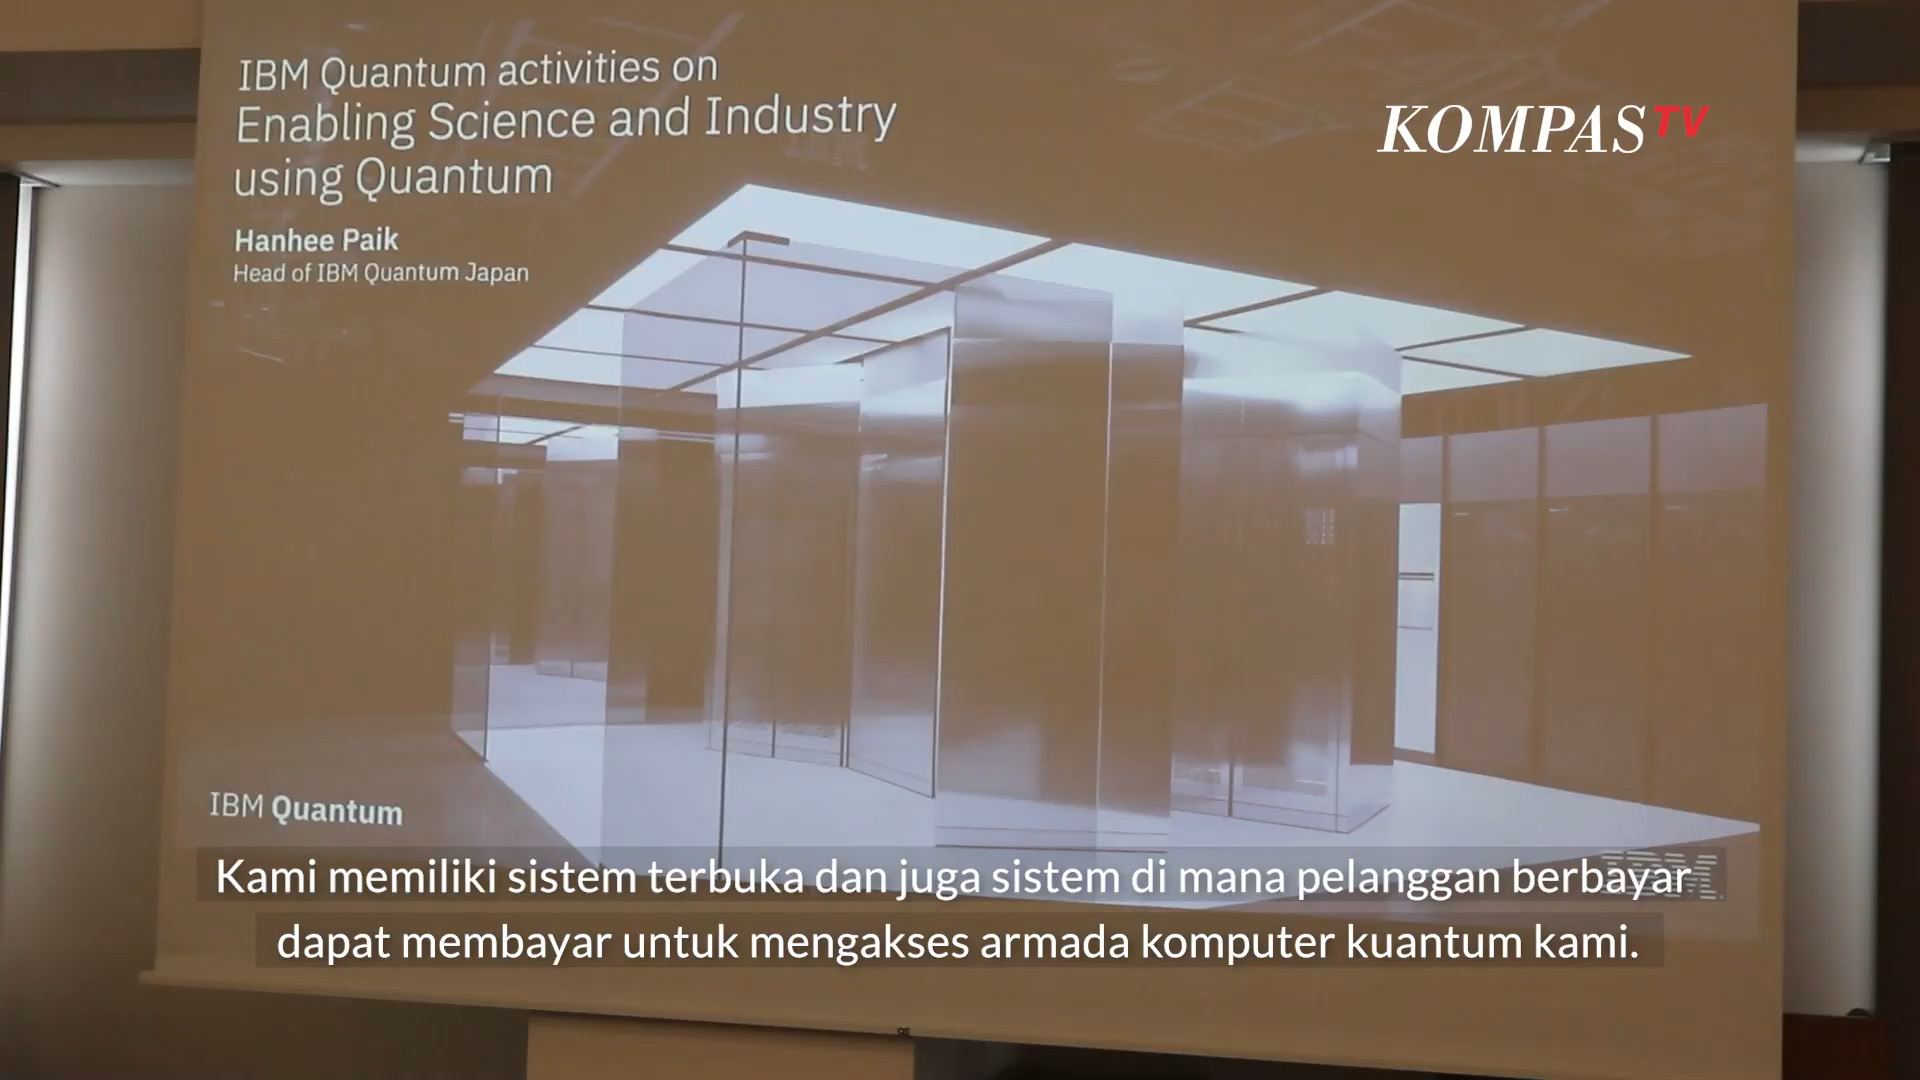 IBM Quantum activities on
Enabling Science and Industry
using Quantum
Hanhee Paik
Head of IBM Quantum Japan
KOMPAS TV
IBM Quantum
IBM
Kami memiliki sistem terbuka dan juga sistem di mana pelanggan berbayar
dapat membayar untuk mengakses armada komputer kuantum kami.